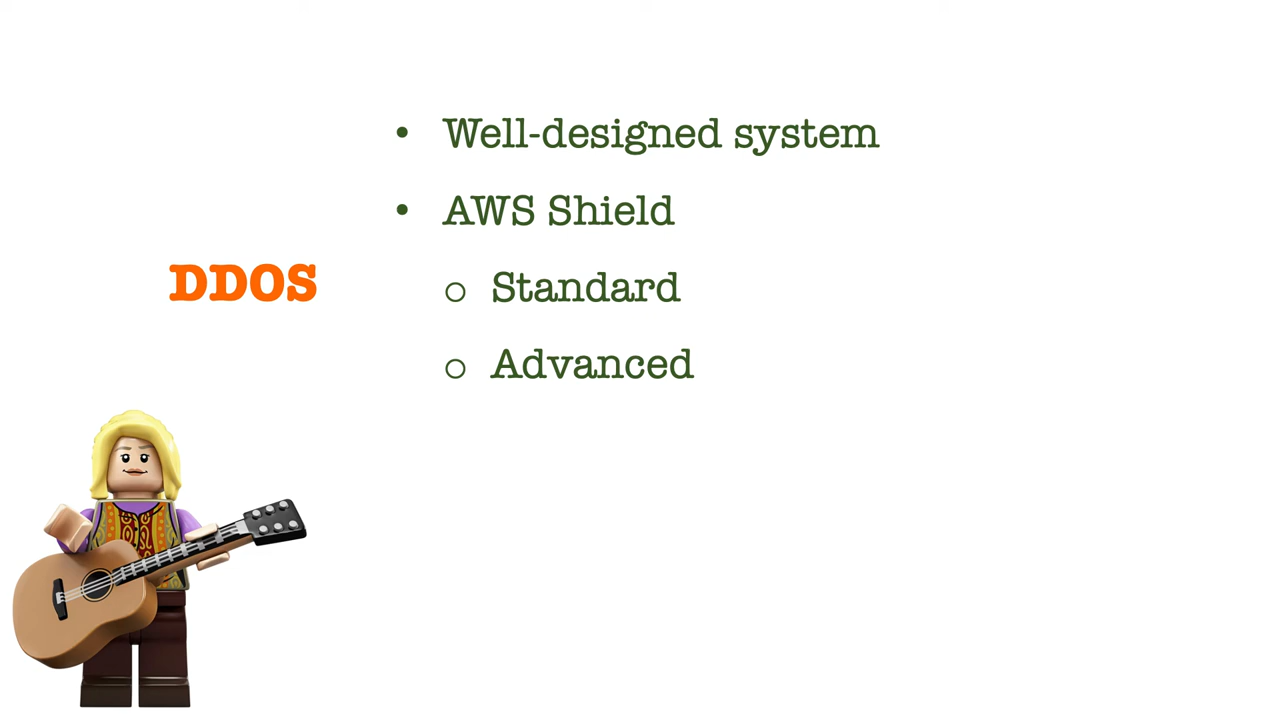 DDOS
• Well-designed system
• AWS Shield
o Standard
o Advanced